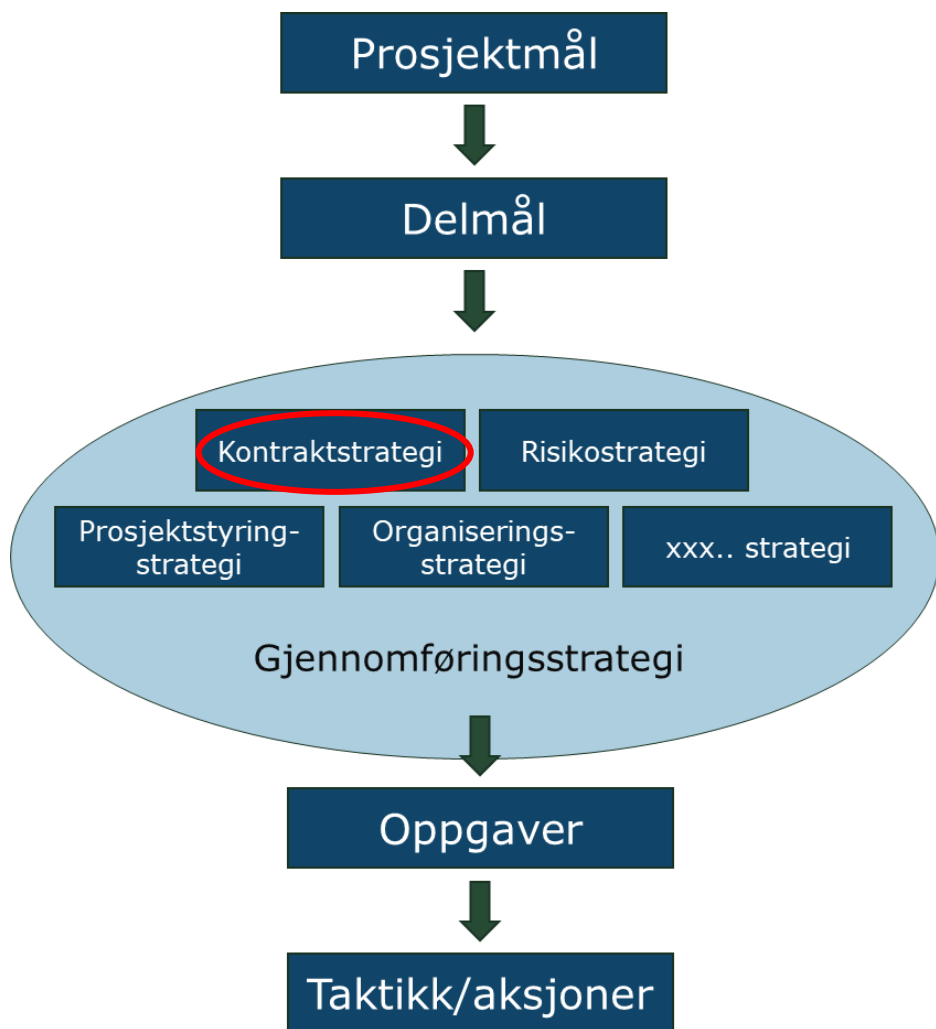 Prosjektmål
Delmål
Kontraktstrategi
Risikostrategi
Prosjektstyring-
strategi
Organiserings-
strategi
xxx.. strategi
Gjennomføringsstrategi
Oppgaver
Taktikk/aksjoner